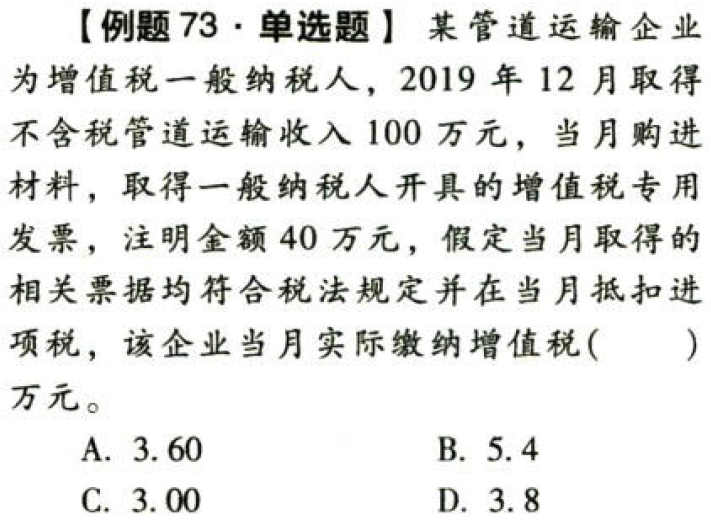 【例题 73 · 单选题】 某管道运输企业
为增值税一般纳税人，2019 年 12 月取得
不含税管道运输收入 100 万元，当月购进
材料，取得一般纳税人开具的增值税专用
发票，注明金额 40 万元，假定当月取得的
相关票据均符合税法规定并在当月抵扣进
项税，该企业当月实际缴纳增值税(　　)
万元。
A. 3.60　　B. 5.4
C. 3.00　　D. 3.8